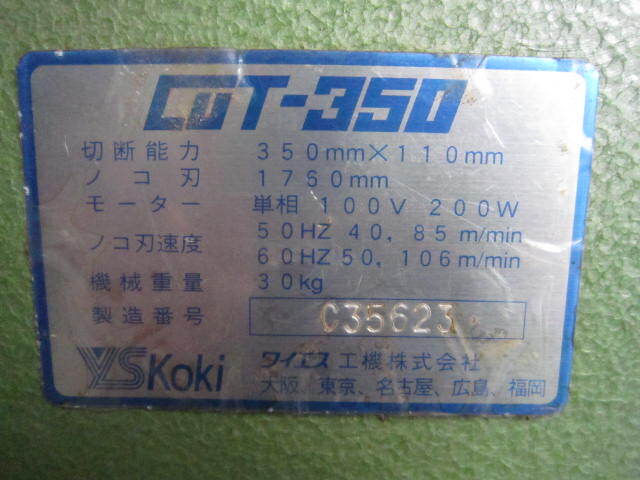 CUT-350
切断能力 350mm×110mm
ノコ刃 1760mm
モーター 単相 100V 200W
ノコ刃速度 50HZ 40, 85m/min
60HZ 50, 106m/min
機械重量 30kg
製造番号 C35623
YS Koki ワイエス工機株式会社
大阪、東京、名古屋、広島、福岡